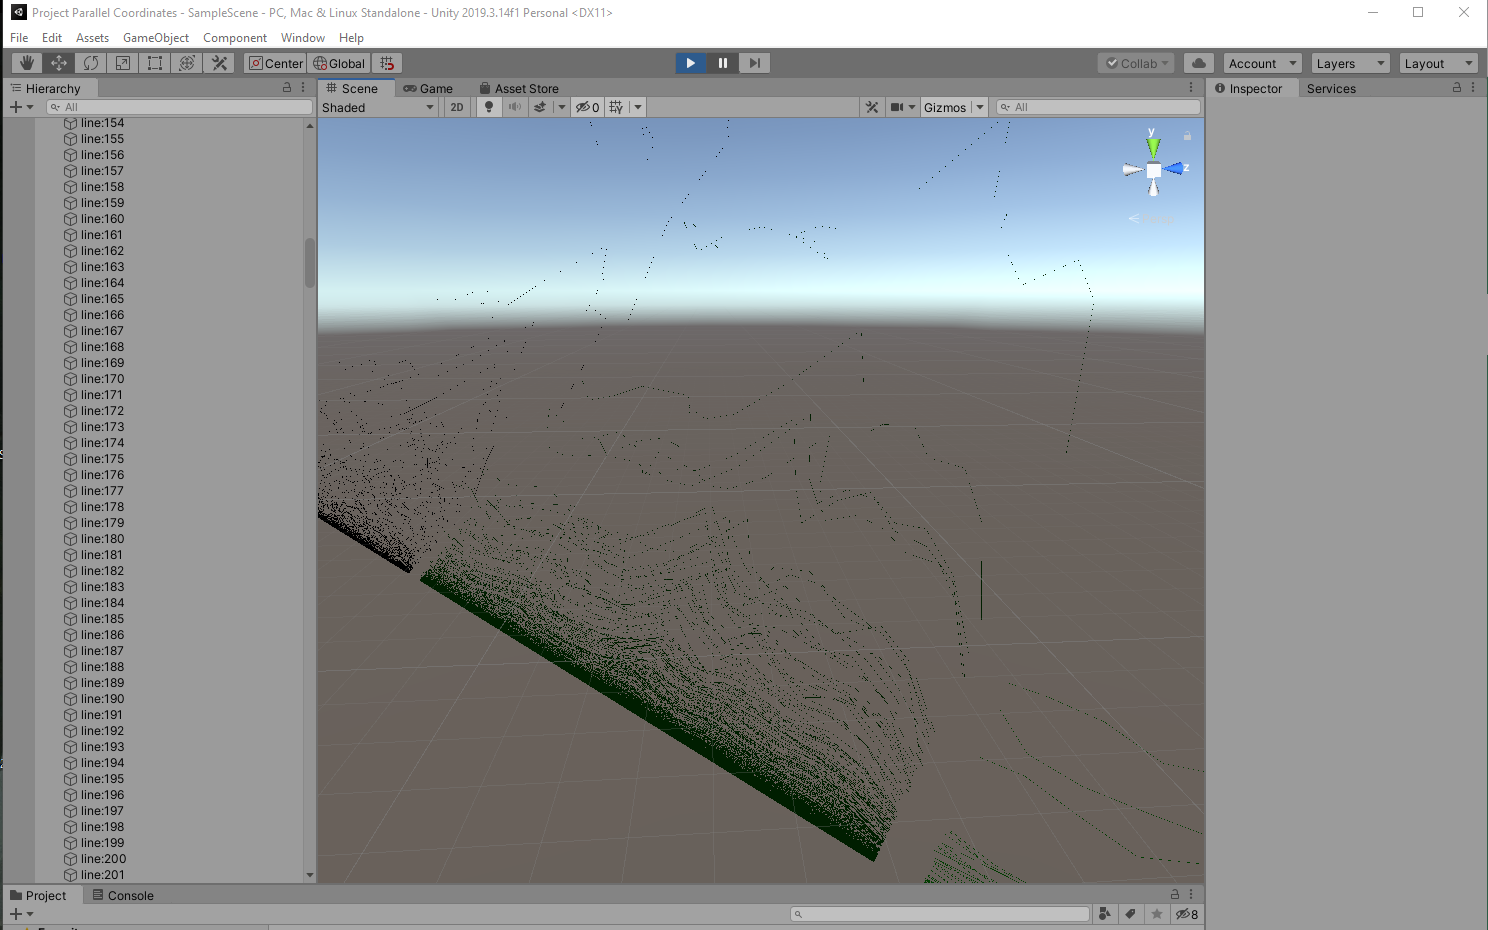 Project Parallel Coordinates - SampleScene - PC, Mac & Linux Standalone - Unity 2019.3.14f1 Personal <DX11>
File Edit Assets GameObject Component Window Help
Center Global Collab Account Layers Layout
Hierarchy
All
line:154
line:155
line:156
line:157
line:158
line:159
line:160
line:161
line:162
line:163
line:164
line:165
line:166
line:167
line:168
line:169
line:170
line:171
line:172
line:173
line:174
line:175
line:176
line:177
line:178
line:179
line:180
line:181
line:182
line:183
line:184
line:185
line:186
line:187
line:188
line:189
line:190
line:191
line:192
line:193
line:194
line:195
line:196
line:197
line:198
line:199
line:200
line:201
Scene Game Asset Store
Shaded 2D 0 Gizmos All
y
z
Inspector Services
Project Console
8